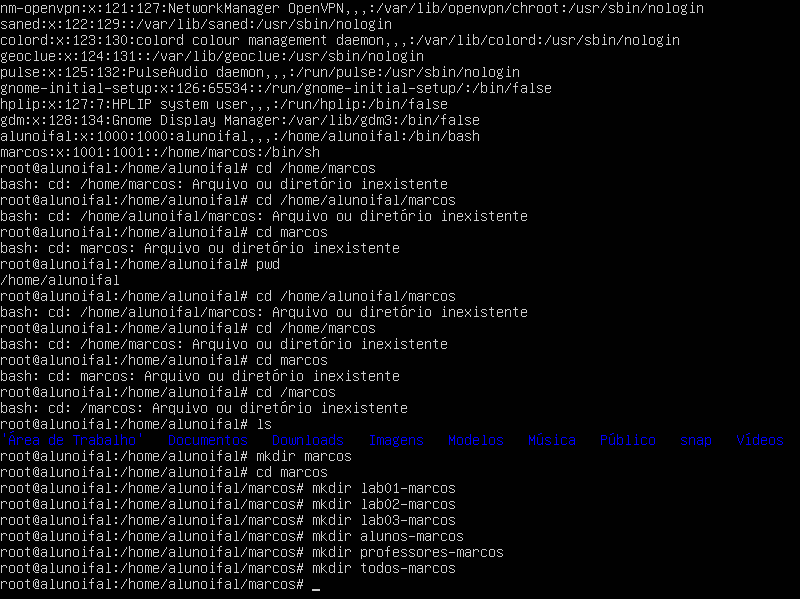 nm-openvpn:x:121:127:NetworkManager OpenVPN,,,:/var/lib/openvpn/chroot:/usr/sbin/nologin
saned:x:122:129::/var/lib/saned:/usr/sbin/nologin
colord:x:123:130:colord colour management daemon,,,:/var/lib/colord:/usr/sbin/nologin
geoclue:x:124:131::/var/lib/geoclue:/usr/sbin/nologin
pulse:x:125:132:PulseAudio daemon,,,:/run/pulse:/usr/sbin/nologin
gnome-initial-setup:x:126:65534::/run/gnome-initial-setup/:/bin/false
hplip:x:127:7:HPLIP system user,,,:/run/hplip:/bin/false
gdm:x:128:134:Gnome Display Manager:/var/lib/gdm3:/bin/false
alunoifal:x:1000:1000:alunoifal,,,:/home/alunoifal:/bin/bash
marcos:x:1001:1001::/home/marcos:/bin/sh
root@alunoifal:/home/alunoifal# cd /home/marcos
bash: cd: /home/marcos: Arquivo ou diretório inexistente
root@alunoifal:/home/alunoifal# cd /home/alunoifal/marcos
bash: cd: /home/alunoifal/marcos: Arquivo ou diretório inexistente
root@alunoifal:/home/alunoifal# cd marcos
bash: cd: marcos: Arquivo ou diretório inexistente
root@alunoifal:/home/alunoifal# pwd
/home/alunoifal
root@alunoifal:/home/alunoifal# cd /home/alunoifal/marcos
bash: cd: /home/alunoifal/marcos: Arquivo ou diretório inexistente
root@alunoifal:/home/alunoifal# cd /home/marcos
bash: cd: /home/marcos: Arquivo ou diretório inexistente
root@alunoifal:/home/alunoifal# cd marcos
bash: cd: marcos: Arquivo ou diretório inexistente
root@alunoifal:/home/alunoifal# cd /marcos
bash: cd: /marcos: Arquivo ou diretório inexistente
root@alunoifal:/home/alunoifal# ls
'Área de Trabalho'   Documentos   Downloads   Imagens   Modelos   Música   Público   snap   Vídeos
root@alunoifal:/home/alunoifal# mkdir marcos
root@alunoifal:/home/alunoifal# cd marcos
root@alunoifal:/home/alunoifal/marcos# mkdir lab01-marcos
root@alunoifal:/home/alunoifal/marcos# mkdir lab02-marcos
root@alunoifal:/home/alunoifal/marcos# mkdir lab03-marcos
root@alunoifal:/home/alunoifal/marcos# mkdir alunos-marcos
root@alunoifal:/home/alunoifal/marcos# mkdir professores-marcos
root@alunoifal:/home/alunoifal/marcos# mkdir todos-marcos
root@alunoifal:/home/alunoifal/marcos# _